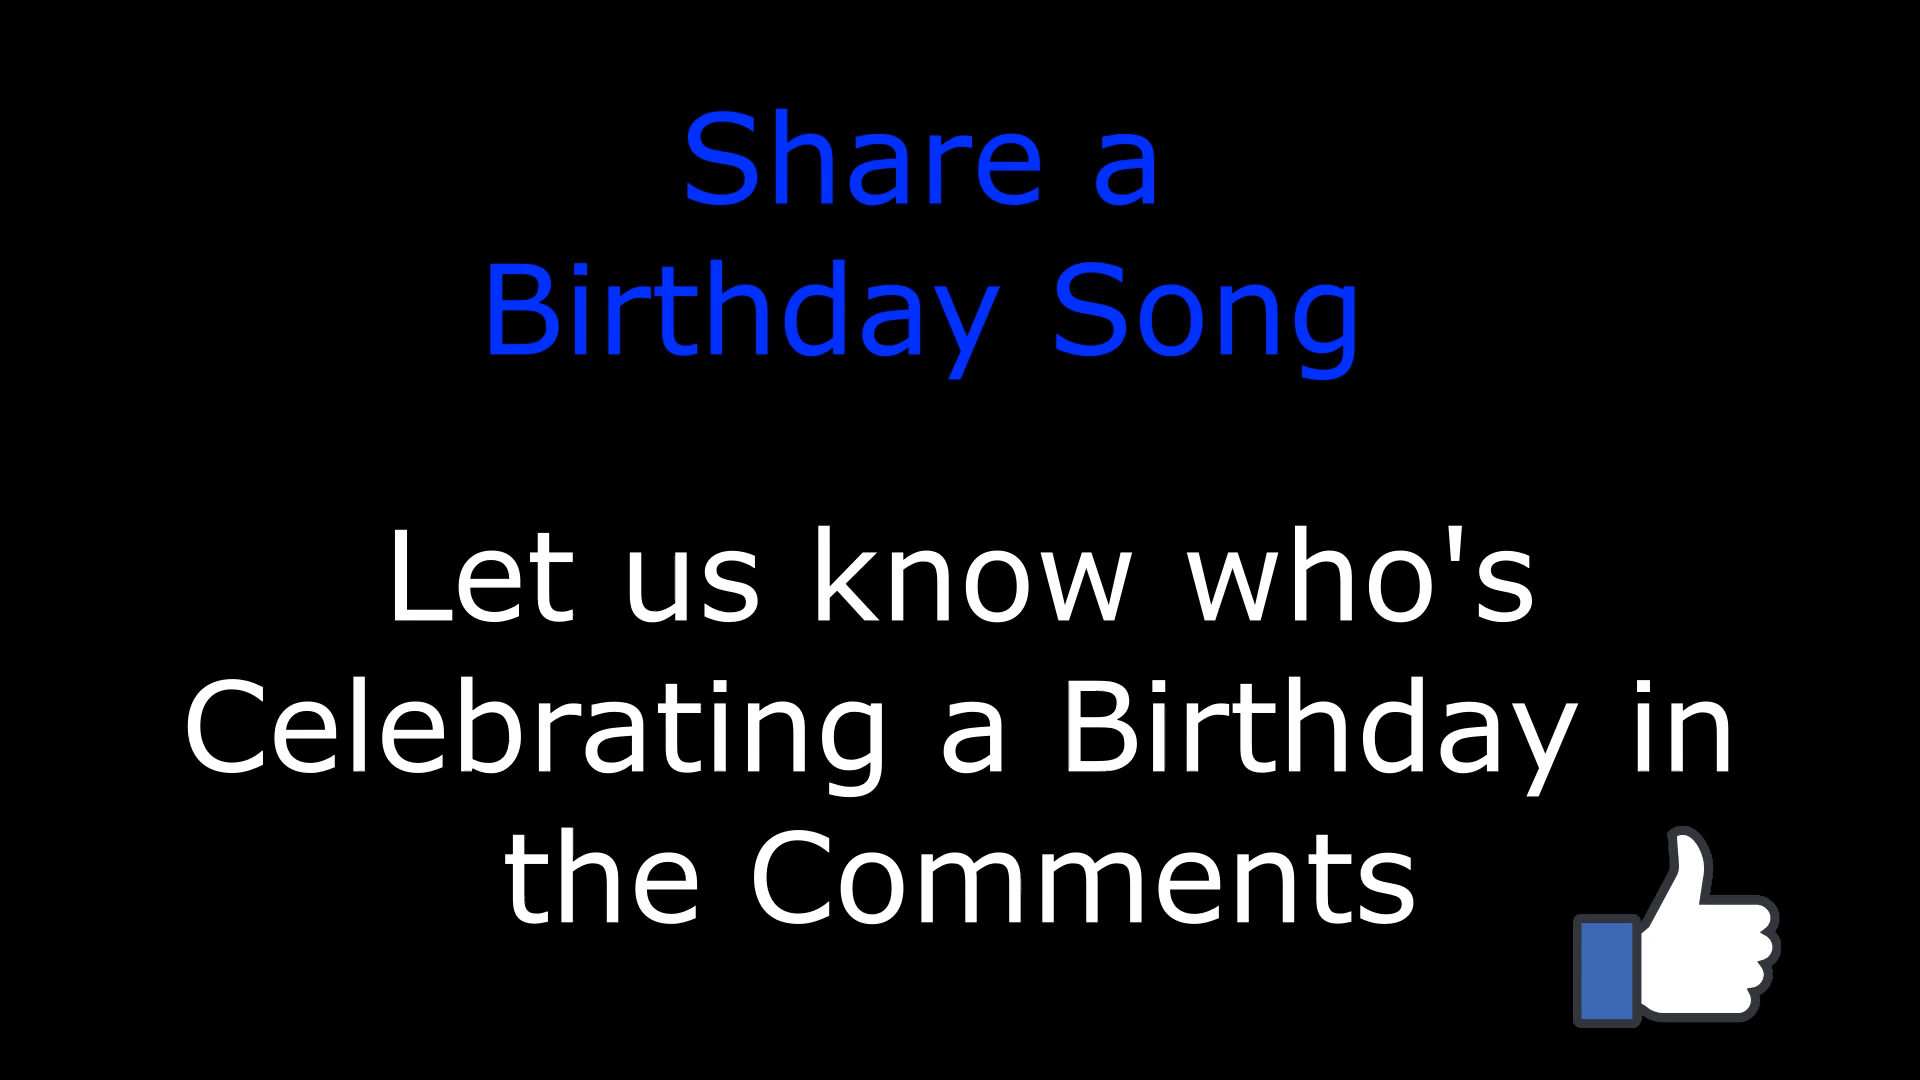 Share a
Birthday Song
Let us know who's
Celebrating a Birthday in
the Comments